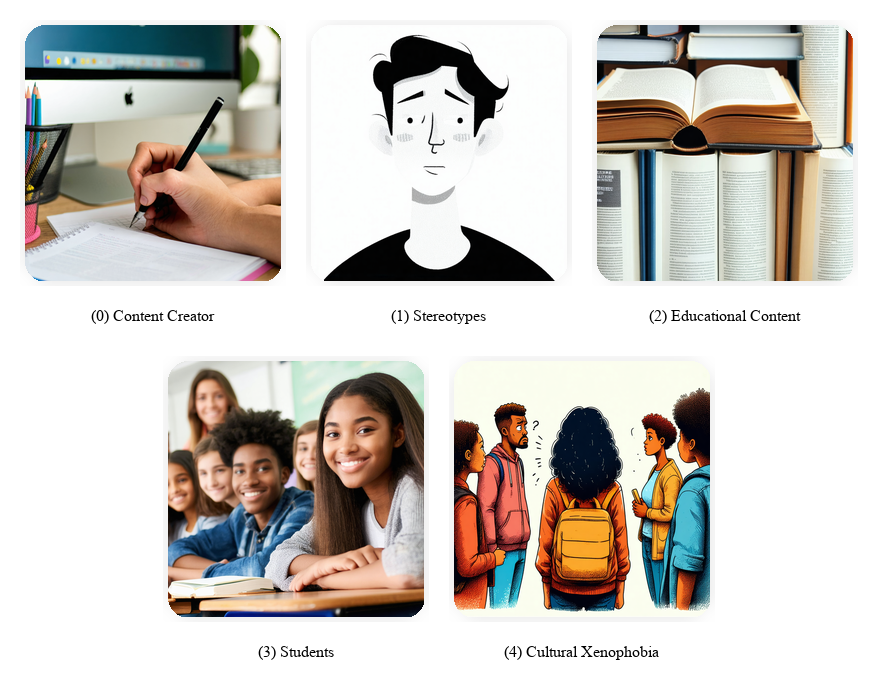 (0) Content Creator
(1) Stereotypes
(2) Educational Content
(3) Students
(4) Cultural Xenophobia